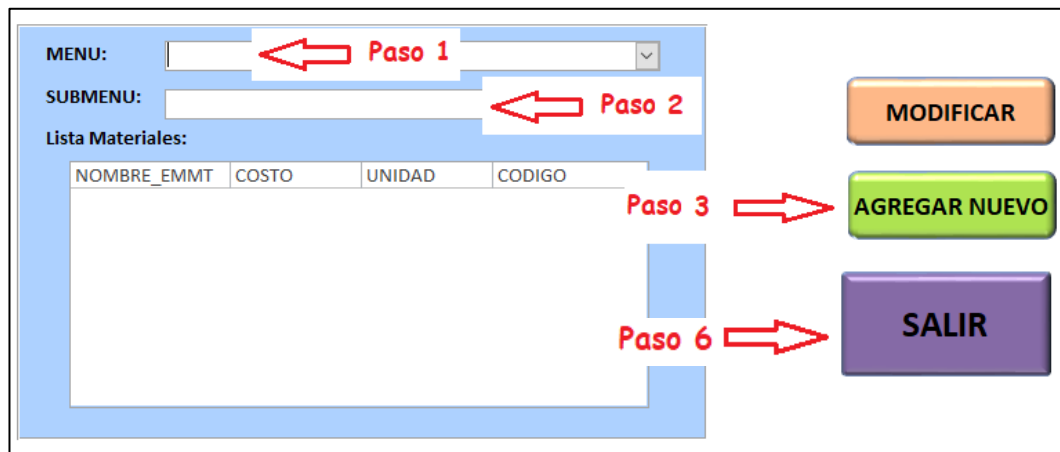 MENU:
Paso 1
SUBMENU:
Paso 2
MODIFICAR
Lista Materiales:
NOMBRE_EMMT COSTO UNIDAD CODIGO
Paso 3
AGREGAR NUEVO
Paso 6
SALIR